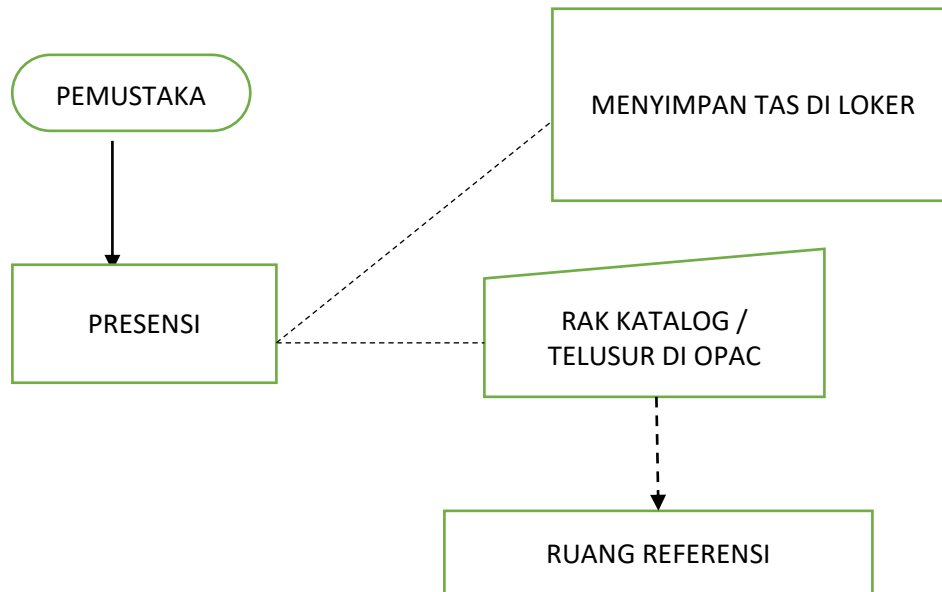 PEMUSTAKA
MENYIMPAN TAS DI LOKER
PRESENSI
RAK KATALOG /
TELUSUR DI OPAC
RUANG REFERENSI